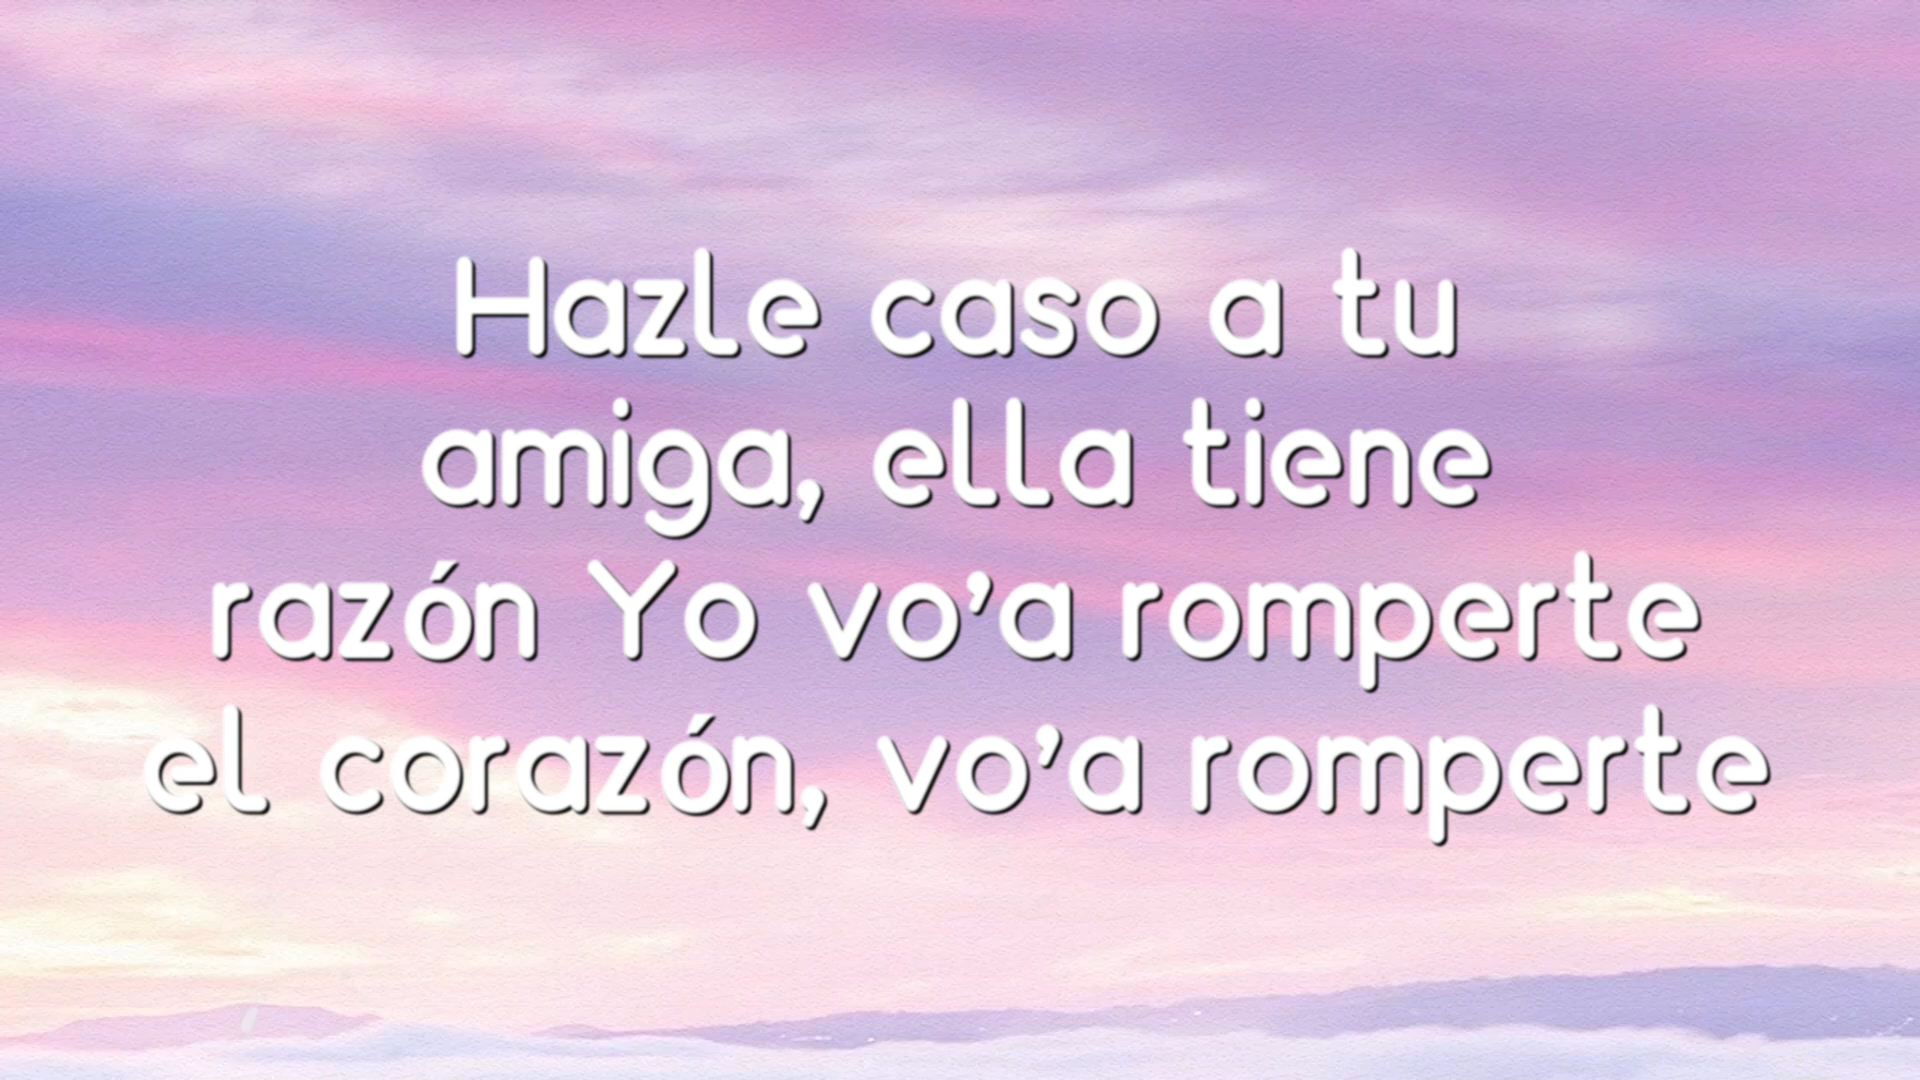 Hazle caso a tu
amiga, ella tiene
razón Yo vo'a romperte
el corazón, vo'a romperte